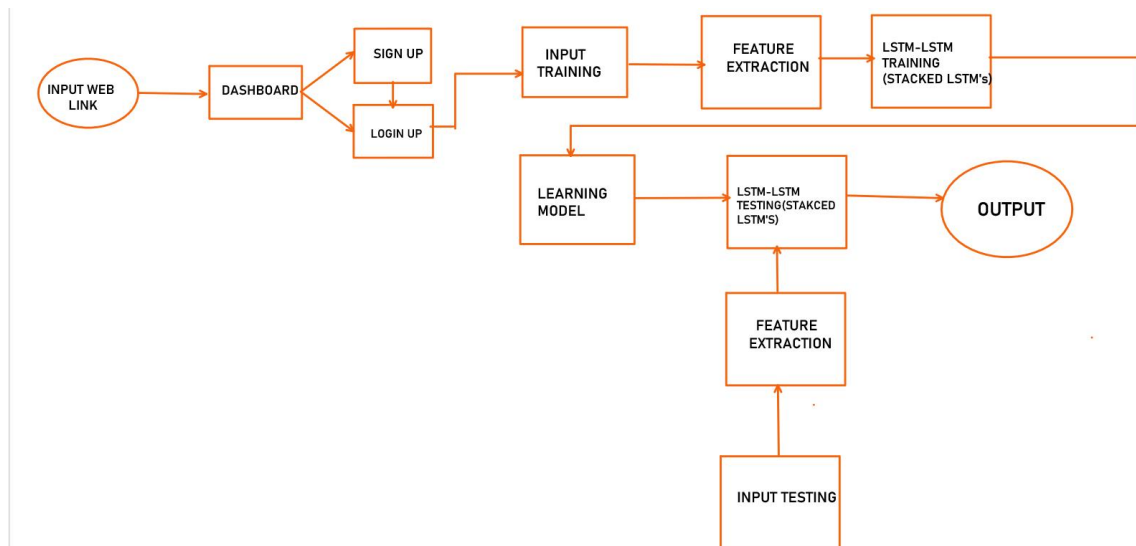 INPUT WEB
LINK
DASHBOARD
SIGN UP
LOGIN UP
INPUT
TRAINING
FEATURE
EXTRACTION
LSTM-LSTM
TRAINING
(STACKED LSTM's)
LEARNING
MODEL
LSTM-LSTM
TESTING(STAKCED
LSTM'S)
OUTPUT
FEATURE
EXTRACTION
INPUT TESTING